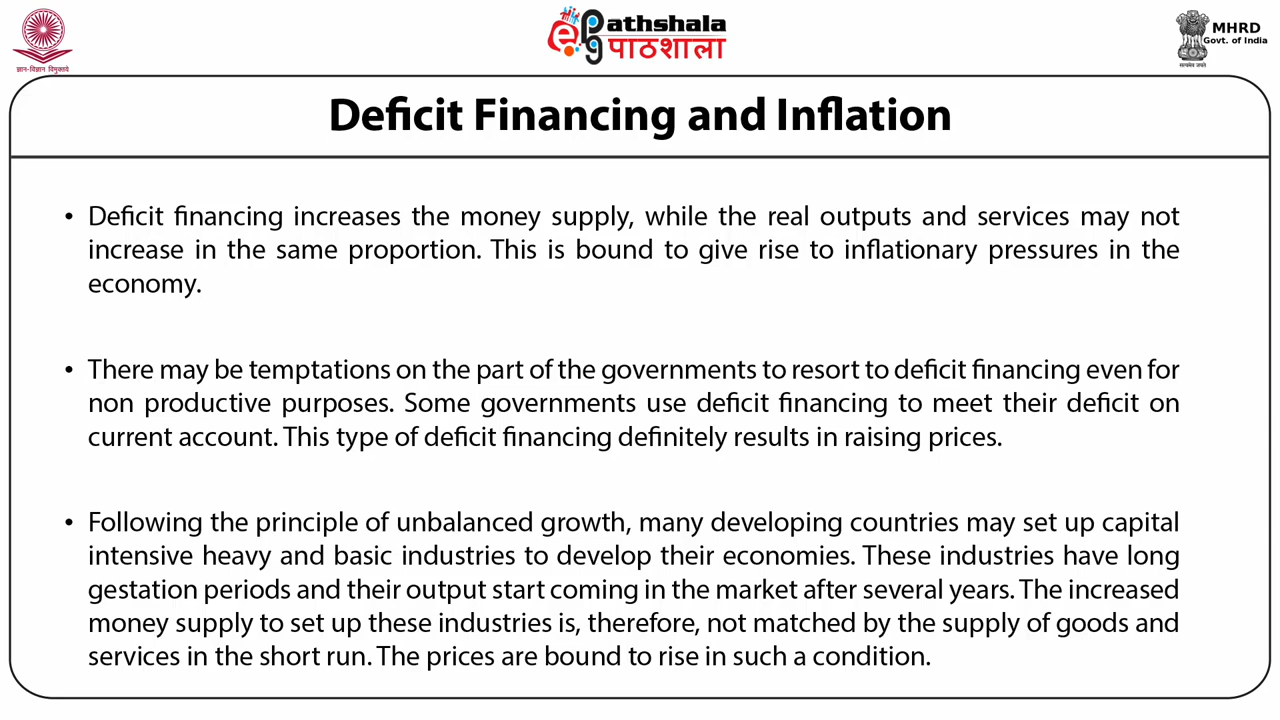 ज्ञान-विज्ञान विमुक्तये
epg
athshala
पाठशाला
MHRD
Govt. of India
सत्यमेव जयते
Deficit Financing and Inflation
• Deficit financing increases the money supply, while the real outputs and services may not
increase in the same proportion. This is bound to give rise to inflationary pressures in the
economy.
• There may be temptations on the part of the governments to resort to deficit financing even for
non productive purposes. Some governments use deficit financing to meet their deficit on
current account. This type of deficit financing definitely results in raising prices.
• Following the principle of unbalanced growth, many developing countries may set up capital
intensive heavy and basic industries to develop their economies. These industries have long
gestation periods and their output start coming in the market after several years. The increased
money supply to set up these industries is, therefore, not matched by the supply of goods and
services in the short run. The prices are bound to rise in such a condition.